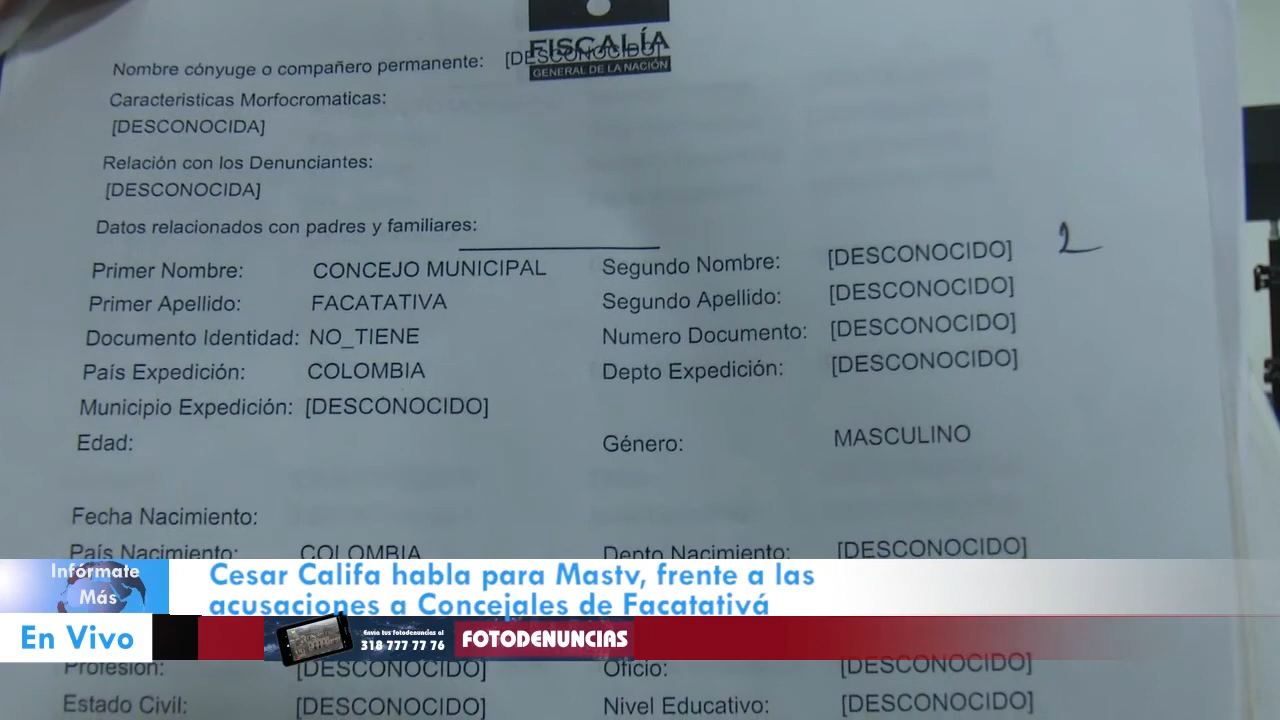 FISCALÍA
GENERAL DE LA NACIÓN
Nombre cónyuge o compañero permanente: [DESCONOCIDO]
Caracteristicas Morfocromaticas:
[DESCONOCIDA]
Relación con los Denunciantes:
[DESCONOCIDA]
Datos relacionados con padres y familiares:
2
Primer Nombre: CONCEJO MUNICIPAL Segundo Nombre: [DESCONOCIDO]
Primer Apellido: FACATATIVA Segundo Apellido: [DESCONOCIDO]
Documento Identidad: NO_TIENE Numero Documento: [DESCONOCIDO]
País Expedición: COLOMBIA Depto Expedición: [DESCONOCIDO]
Municipio Expedición: [DESCONOCIDO]
Edad: Género: MASCULINO
Fecha Nacimiento:
País Nacimiento: COLOMBIA Depto Nacimiento: [DESCONOCIDO]
Infórmate
Más
Cesar Califa habla para Mastv, frente a las
acusaciones a Concejales de Facatativá
En Vivo
Envia tus fotodenuncias al
318 777 77 76
FOTODENUNCIAS
Profesión: [DESCONOCIDO] Oficio: [DESCONOCIDO]
Estado Civil: [DESCONOCIDO] Nivel Educativo: [DESCONOCIDO]